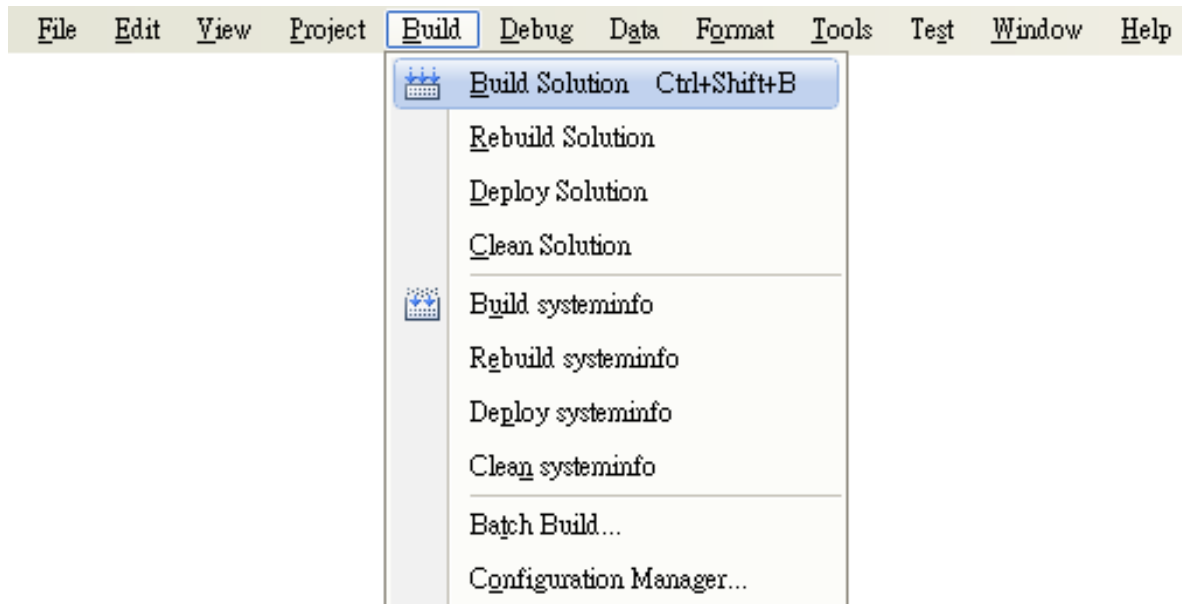 File Edit View Project Build Debug Data Format Tools Test Window Help
Build Solution Ctrl+Shift+B
Rebuild Solution
Deploy Solution
Clean Solution
Build systeminfo
Rebuild systeminfo
Deploy systeminfo
Clean systeminfo
Batch Build...
Configuration Manager...